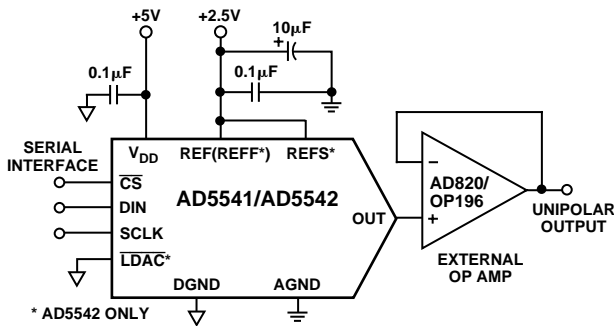 +5V
+2.5V
10µF
+
0.1µF
0.1µF
SERIAL
INTERFACE
VDD
REF(REFF*)
REFS*
CS
DIN
SCLK
LDAC*
AD5541/AD5542
OUT
DGND
AGND
–
+
AD820/
OP196
UNIPOLAR
OUTPUT
EXTERNAL
OP AMP
* AD5542 ONLY